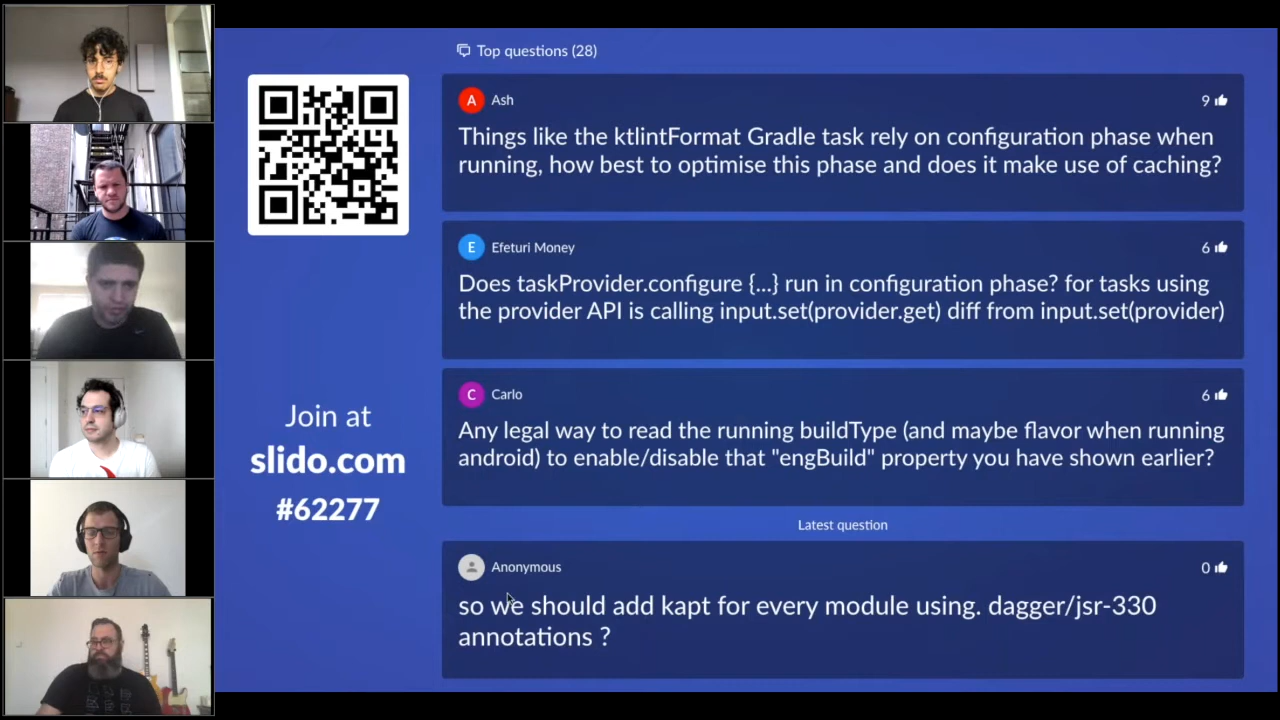 Top questions (28)
A Ash 9
Things like the ktlintFormat Gradle task rely on configuration phase when
running, how best to optimise this phase and does it make use of caching?
E Efeturi Money 6
Does taskProvider.configure {...} run in configuration phase? for tasks using
the provider API is calling input.set(provider.get) diff from input.set(provider)
C Carlo 6
Any legal way to read the running buildType (and maybe flavor when running
android) to enable/disable that "engBuild" property you have shown earlier?
Join at
slido.com
#62277
Latest question
Anonymous 0
so we should add kapt for every module using. dagger/jsr-330
annotations ?